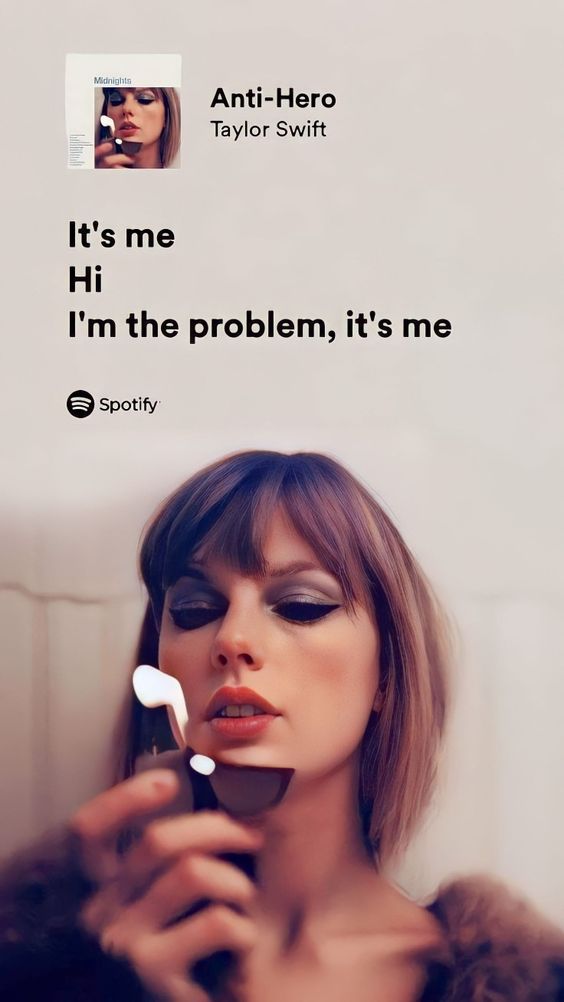 Midnights
Anti-Hero
Taylor Swift
It's me
Hi
I'm the problem, it's me
Spotify